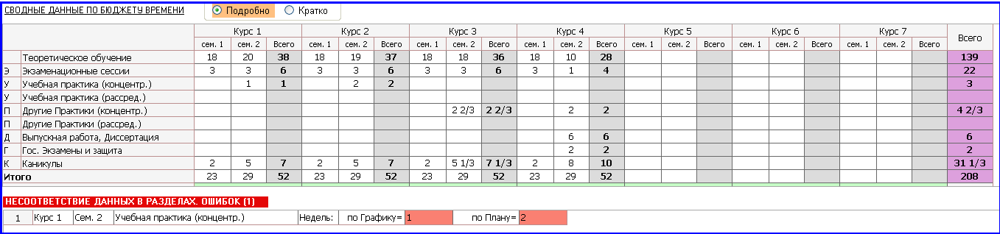 СВОДНЫЕ ДАННЫЕ ПО БЮДЖЕТУ ВРЕМЕНИ Подробно Кратко
Курс 1 Курс 2 Курс 3 Курс 4 Курс 5 Курс 6 Курс 7 Всего
сем. 1 сем. 2 Всего сем. 1 сем. 2 Всего сем. 1 сем. 2 Всего сем. 1 сем. 2 Всего сем. 1 сем. 2 Всего сем. 1 сем. 2 Всего сем. 1 сем. 2 Всего
Теоретическое обучение 18 20 38 18 19 37 18 18 36 18 10 28 139
Э Экзаменационные сессии 3 3 6 3 3 6 3 3 6 3 1 4 22
У Учебная практика (концентр.) 1 1 2 2 3
У Учебная практика (рассред.)
П Другие Практики (концентр.) 2 2/3 2 2/3 2 2 4 2/3
П Другие Практики (рассред.)
Д Выпускная работа, Диссертация 6 6 6
Г Гос. Экзамены и защита 2 2 2
К Каникулы 2 5 7 2 5 7 2 5 1/3 7 1/3 2 8 10 31 1/3
Итого 23 29 52 23 29 52 23 29 52 23 29 52 208
НЕСООТВЕТСТВИЕ ДАННЫХ В РАЗДЕЛАХ. ОШИБОК (1)
1 Курс 1 Сем. 2 Учебная практика (концентр.) Недель: по Графику= 1 по Плану= 2